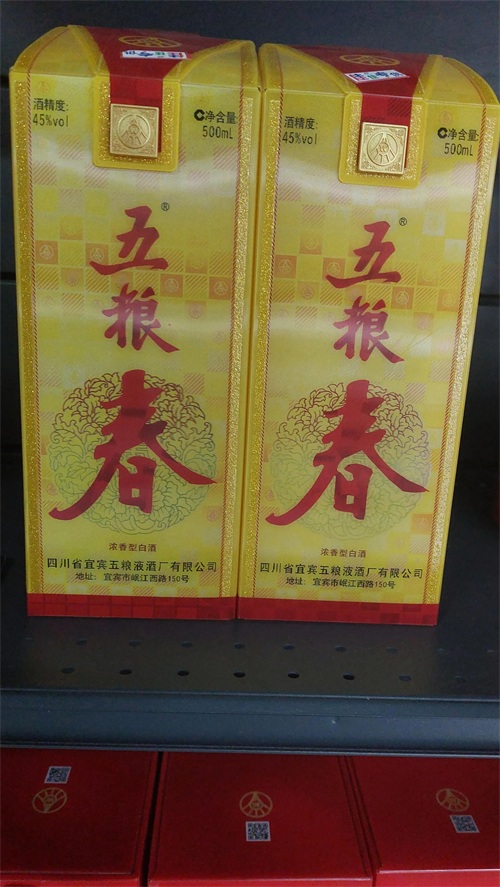 酒精度:
45%vol
C净含量:
500mL
五粮春®
浓香型白酒
四川省宜宾五粮液酒厂有限公司
地址: 宜宾市岷江西路150号
酒精度:
45%vol
C净含量:
500mL
五粮春®
浓香型白酒
四川省宜宾五粮液酒厂有限公司
地址: 宜宾市岷江西路150号